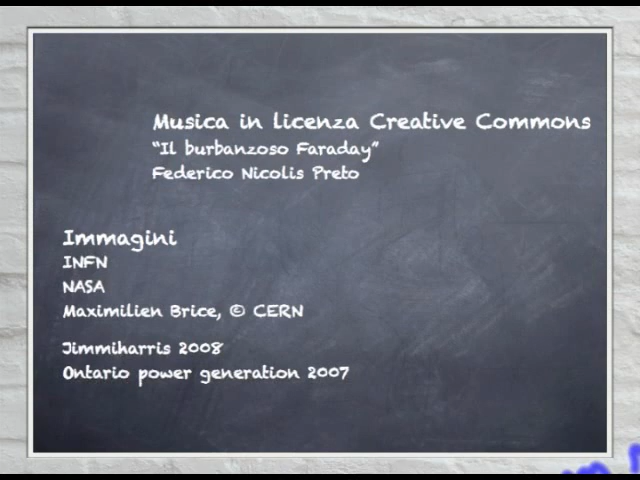 Musica in licenza Creative Commons
“Il burbanzoso Faraday”
Federico Nicolis Preto
Immagini
INFN
NASA
Maximilien Brice, © CERN
Jimmiharris 2008
Ontario power generation 2007